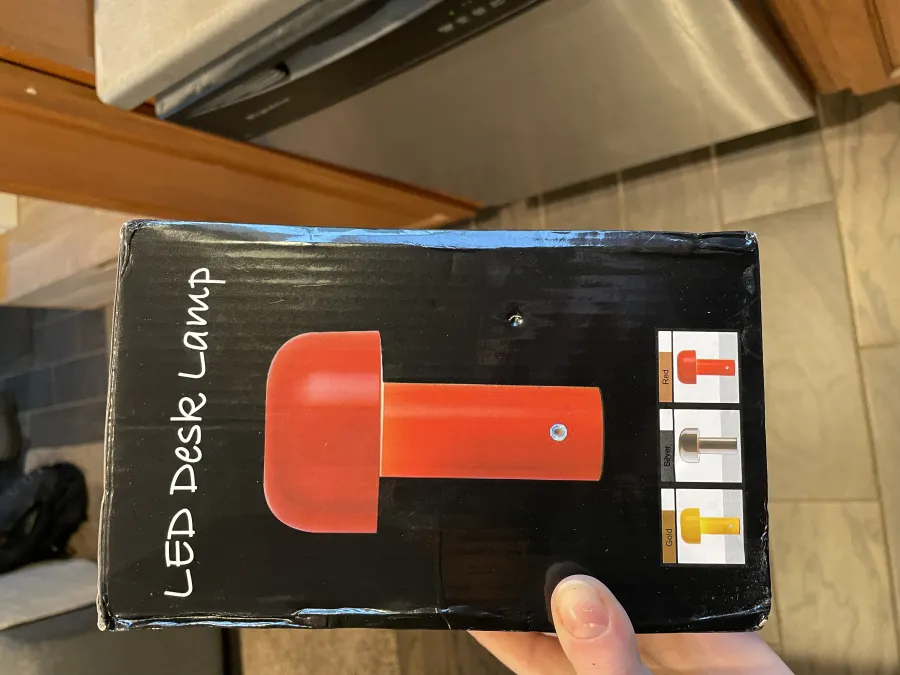 LED Desk Lamp
Gold
Silver
Red